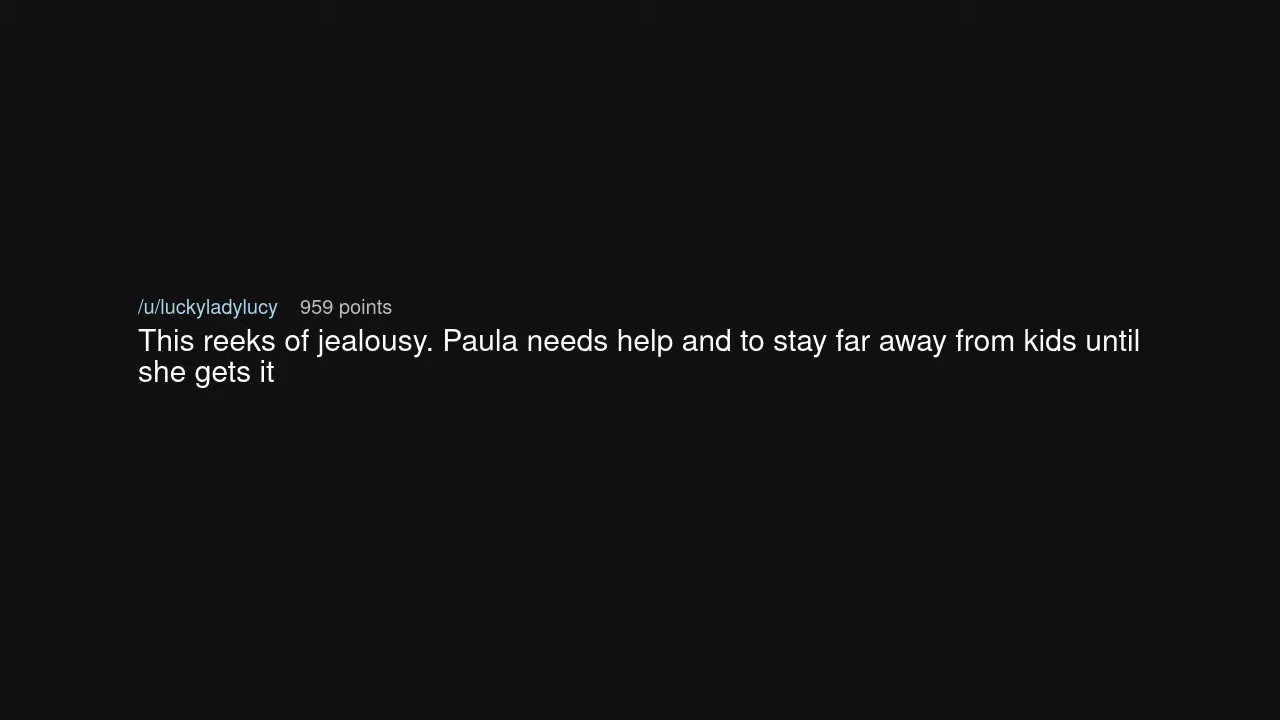 /u/luckyladylucy 959 points
This reeks of jealousy. Paula needs help and to stay far away from kids until
she gets it